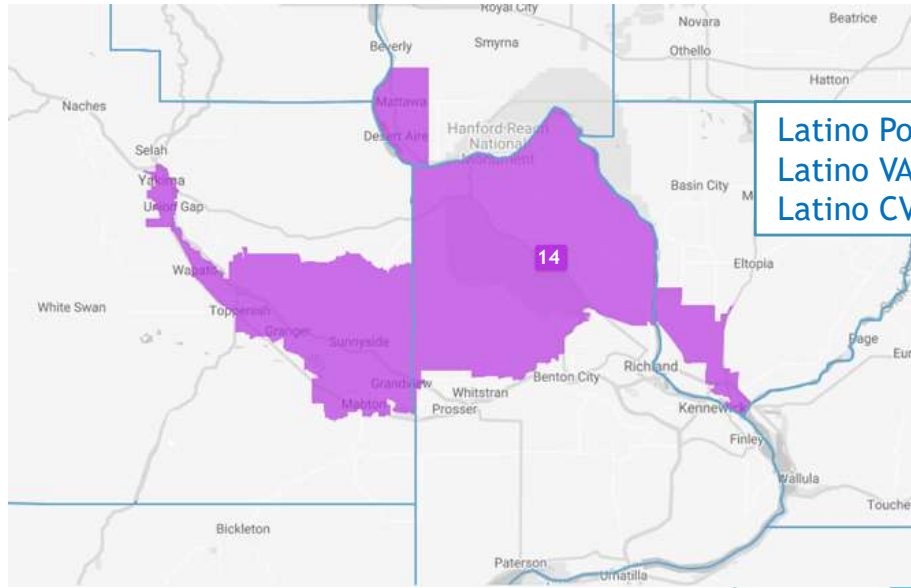 Royal City
Beatrice
Novara
Beverly
Smyrna
Othello
Hatton
Naches
Mattawa
Desert Aire
Hanford Reach
National
Monument
Selah
Yakima
Union Gap
Basin City
Latino Po
Latino VA
Latino CV
14
Eltopia
Wapato
White Swan
Toppenish
Granger
Sunnyside
Page
Richland
Grandview
Whitstran
Benton City
Mabton
Prosser
Kennewick
Finley
Wallula
Touche
Bickleton
Paterson
Umatilla